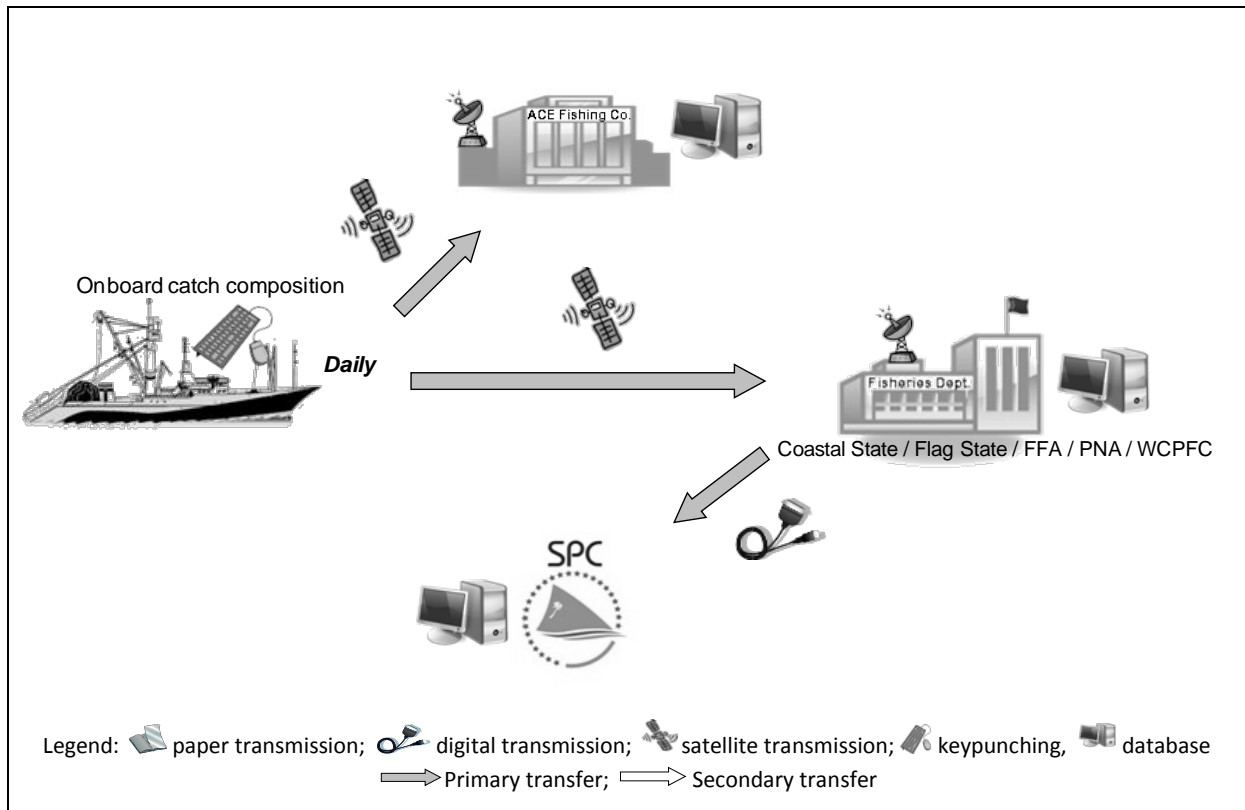 ACE Fishing Co.
Onboard catch composition
Daily
Fisheries Dept.
Coastal State / Flag State / FFA / PNA / WCPFC
SPC
Legend: paper transmission; digital transmission; satellite transmission; keypunching, database
Primary transfer; Secondary transfer